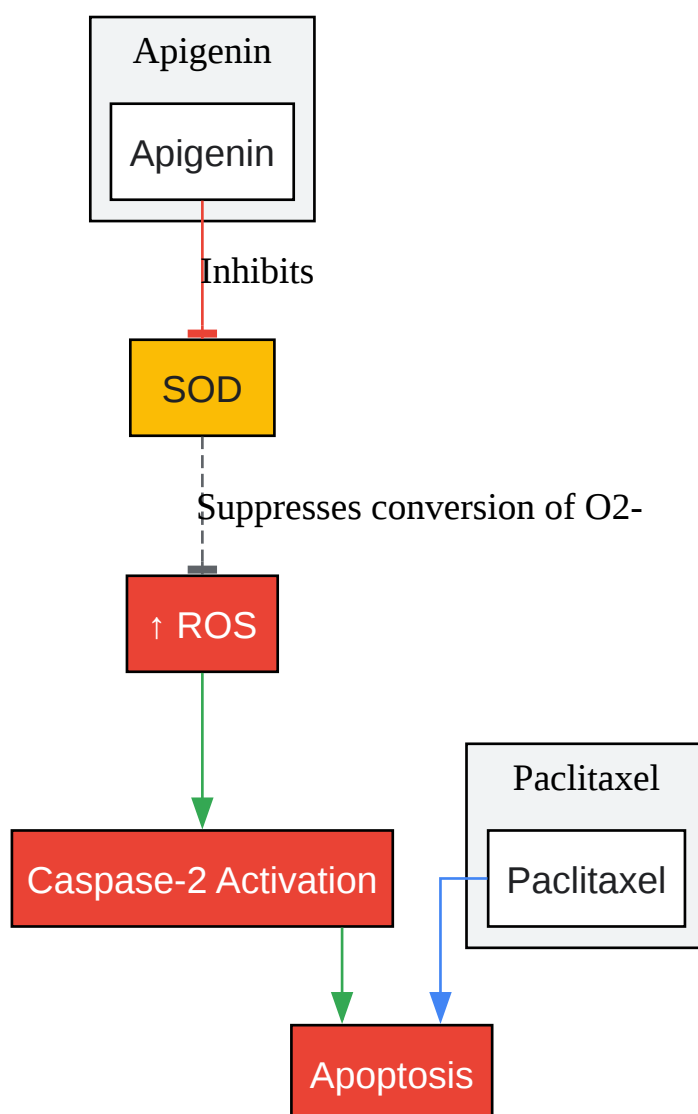 Apigenin
Apigenin
Inhibits
SOD
Suppresses conversion of O2-
↑ ROS
Paclitaxel
Caspase-2 Activation
Paclitaxel
Apoptosis